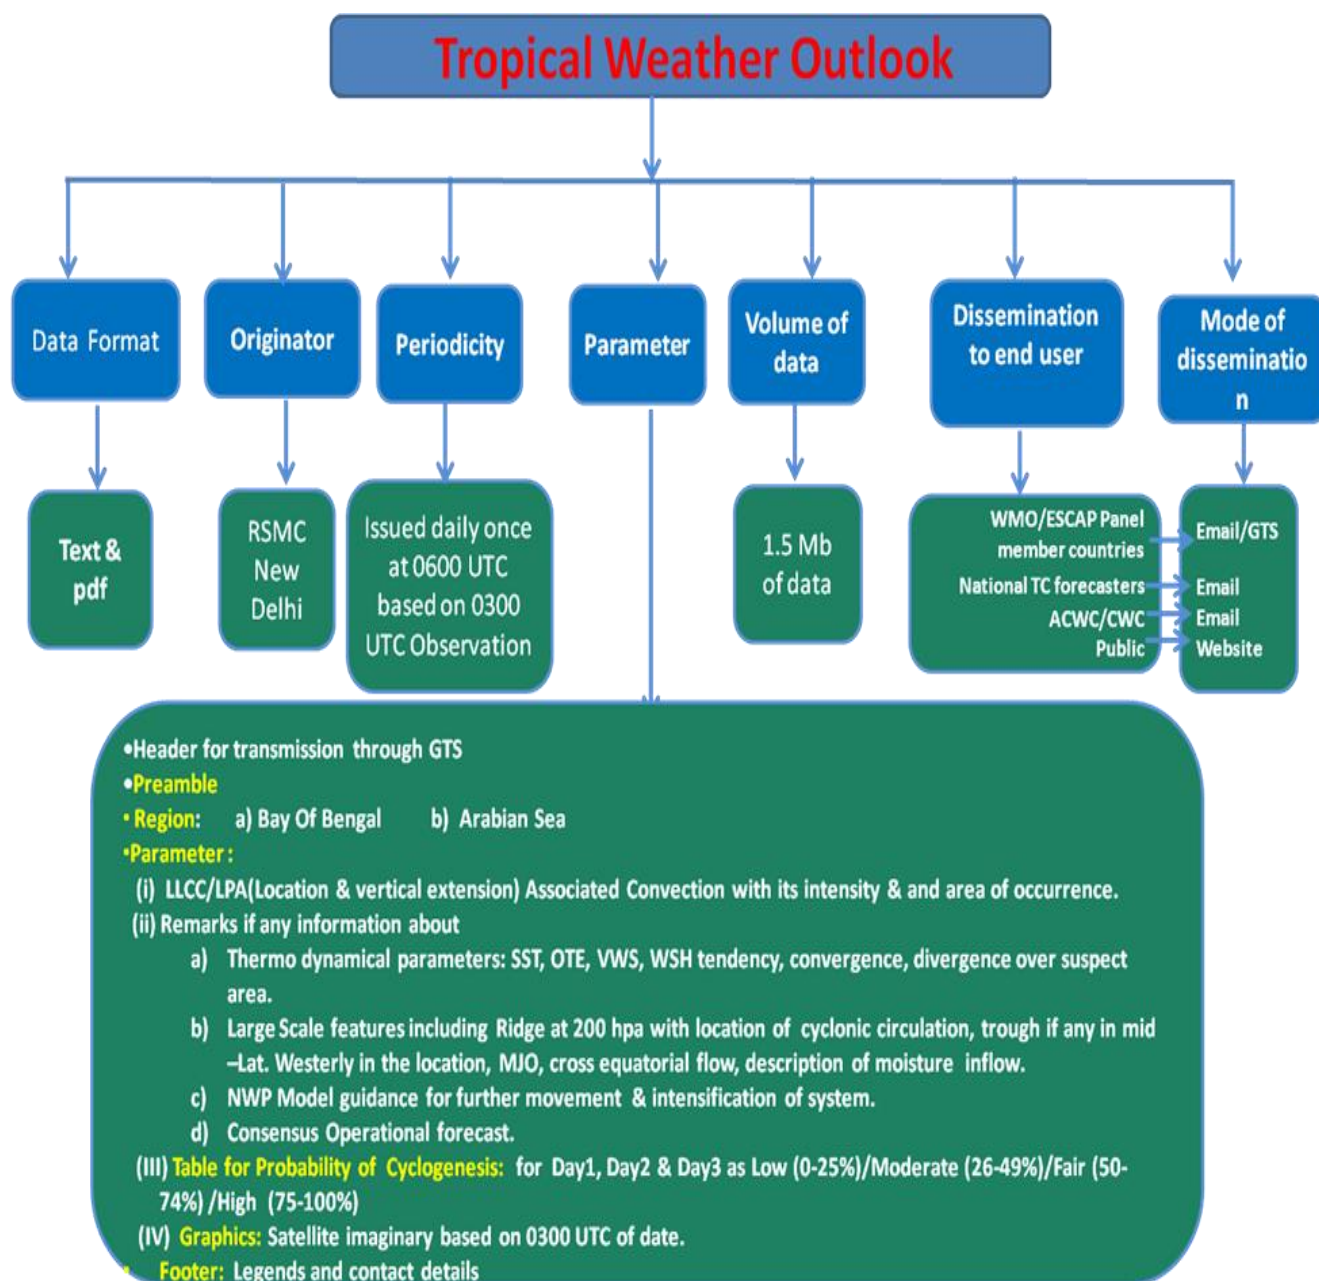 Tropical Weather Outlook
Data Format
Originator
Periodicity
Parameter
Volume of
data
Dissemination
to end user
Mode of
disseminatio
n
Text &
pdf
RSMC
New
Delhi
Issued daily once
at 0600 UTC
based on 0300
UTC Observation
1.5 Mb
of data
WMO/ESCAP Panel
member countries
National TC forecasters
ACWC/CWC
Public
Email/GTS
Email
Email
Website
•Header for transmission through GTS
•Preamble
• Region: a) Bay Of Bengal b) Arabian Sea
•Parameter :
(i) LLCC/LPA(Location & vertical extension) Associated Convection with its intensity & and area of occurrence.
(ii) Remarks if any information about
a) Thermo dynamical parameters: SST, OTE, VWS, WSH tendency, convergence, divergence over suspect
area.
b) Large Scale features including Ridge at 200 hpa with location of cyclonic circulation, trough if any in mid
–Lat. Westerly in the location, MJO, cross equatorial flow, description of moisture inflow.
c) NWP Model guidance for further movement & intensification of system.
d) Consensus Operational forecast.
(III) Table for Probability of Cyclogenesis: for Day1, Day2 & Day3 as Low (0-25%)/Moderate (26-49%)/Fair (50-
74%) /High (75-100%)
(IV) Graphics: Satellite imaginary based on 0300 UTC of date.
• Footer: Legends and contact details